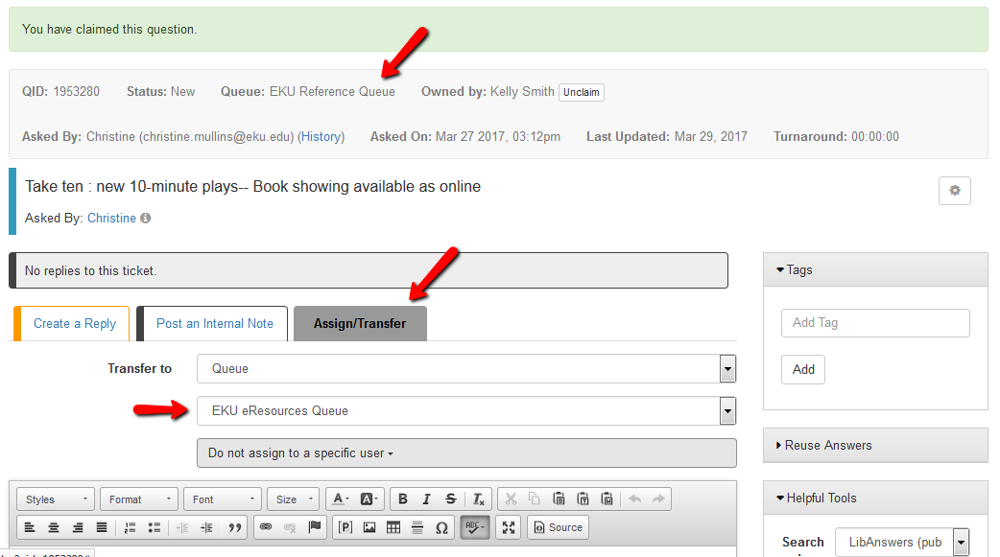 You have claimed this question.
QID: 1953280 Status: New Queue: EKU Reference Queue Owned by: Kelly Smith Unclaim
Asked By: Christine (christine.mullins@eku.edu) (History) Asked On: Mar 27 2017, 03:12pm Last Updated: Mar 29, 2017 Turnaround: 00:00:00
Take ten : new 10-minute plays-- Book showing available as online
Asked By: Christine
No replies to this ticket.
Tags
Create a Reply Post an Internal Note Assign/Transfer
Add Tag
Transfer to Queue
Add
EKU eResources Queue
Do not assign to a specific user
Reuse Answers
Styles Format Font Size A A B I S Ix
Helpful Tools
ABC Source
Search LibAnswers (publ